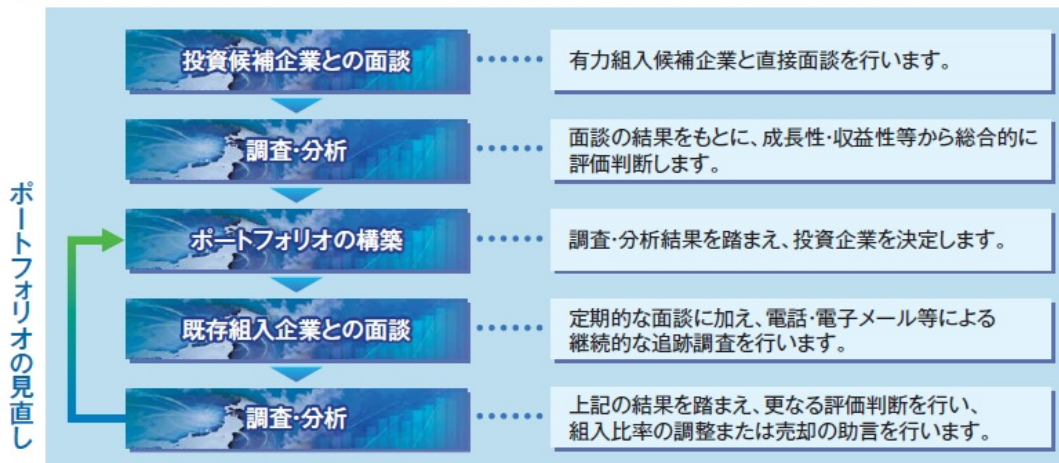 投資候補企業との面談
有力組入候補企業と直接面談を行います。
調査・分析
面談の結果をもとに、成長性・収益性等から総合的に
評価判断します。
ポートフォリオの構築
調査・分析結果を踏まえ、投資企業を決定します。
既存組入企業との面談
定期的な面談に加え、電話・電子メール等による
継続的な追跡調査を行います。
調査・分析
上記の結果を踏まえ、更なる評価判断を行い、
組入比率の調整または売却の助言を行います。
ポートフォリオの見直し